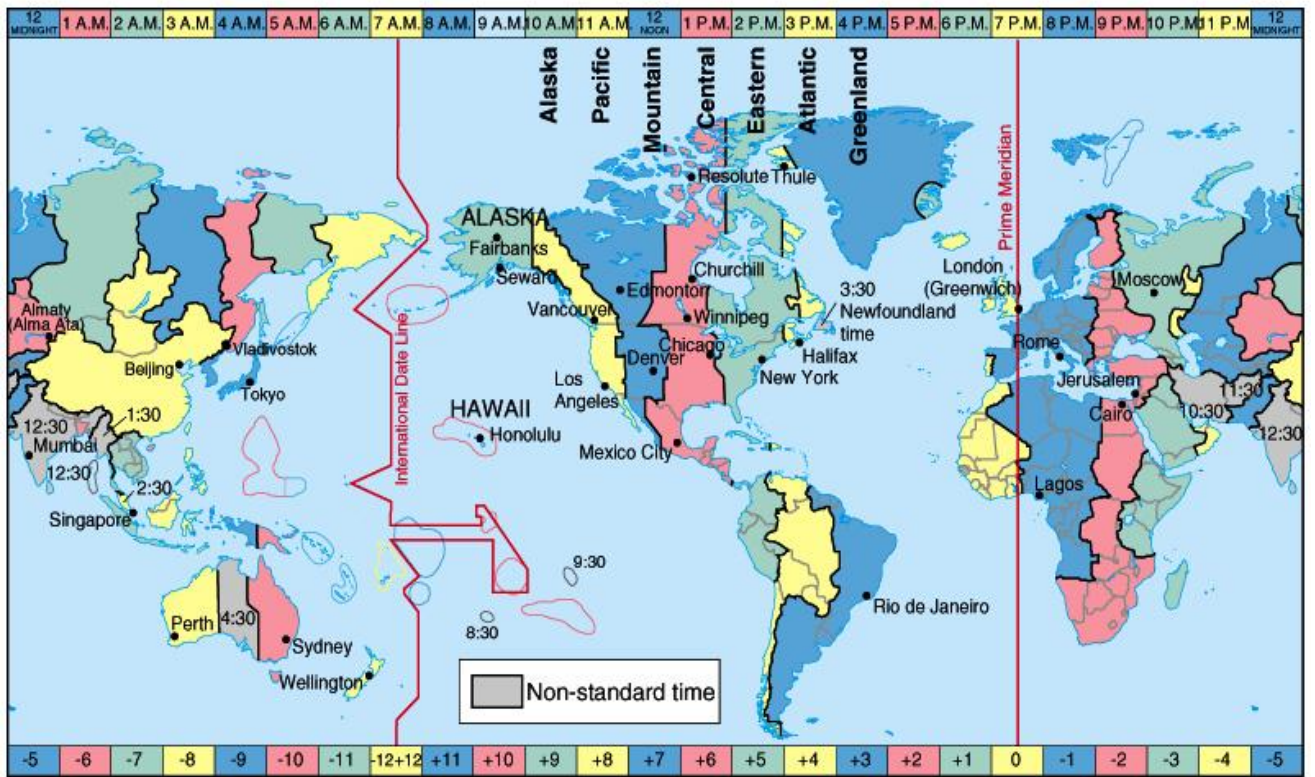 12 MIDNIGHT 1 A.M. 2 A.M. 3 A.M. 4 A.M. 5 A.M. 6 A.M. 7 A.M. 8 A.M. 9 A.M. 10 A.M. 11 A.M. 12 NOON 1 P.M. 2 P.M. 3 P.M. 4 P.M. 5 P.M. 6 P.M. 7 P.M. 8 P.M. 9 P.M. 10 P.M. 11 P.M. 12 MIDNIGHT
Alaska
Pacific
Mountain
Central
Eastern
Atlantic
Greenland
Prime Meridian
International Date Line
Resolute
Thule
ALASKA
Fairbanks
Seward
Churchill
Vancouver
Edmonton
Winnipeg
3:30
Newfoundland
time
London
(Greenwich)
Moscow
Almaty
(Alma Ata)
Vladivostok
Beijing
Tokyo
Chicago
Denver
Halifax
New York
Los
Angeles
Rome
Jerusalem
Cairo
10:30
11:30
12:30
1:30
12:30
Mumbai
12:30
2:30
Singapore
HAWAII
Honolulu
Mexico City
Lagos
9:30
8:30
Rio de Janeiro
Perth
4:30
Sydney
Wellington
Non-standard time
-5 -6 -7 -8 -9 -10 -11 -12+12 +11 +10 +9 +8 +7 +6 +5 +4 +3 +2 +1 0 -1 -2 -3 -4 -5